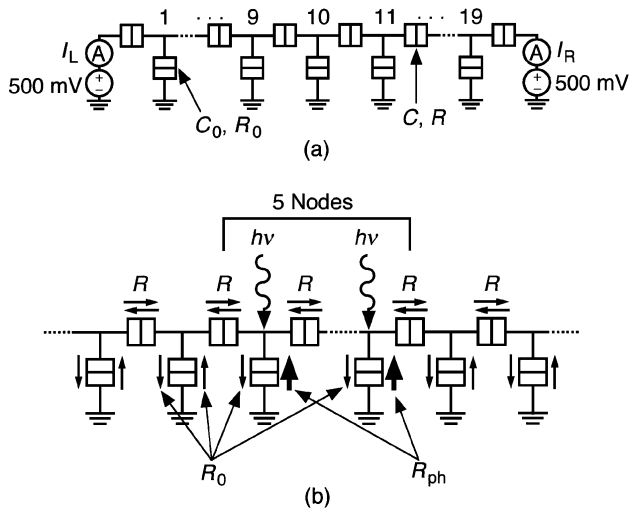 1 ··· 9 10 11 ··· 19
I_L A A I_R
500 mV + − + − 500 mV
C_0, R_0 C, R
(a)
5 Nodes
hν hν
R R R R R
R_0 R_ph
(b)